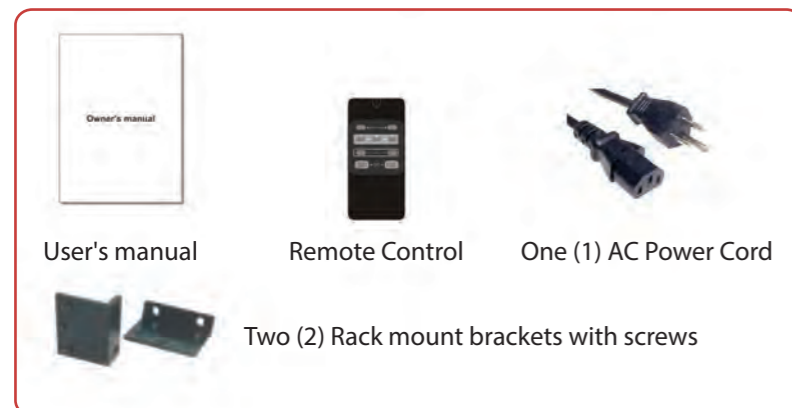 Owner's manual
User's manual
Remote Control
One (1) AC Power Cord
Two (2) Rack mount brackets with screws